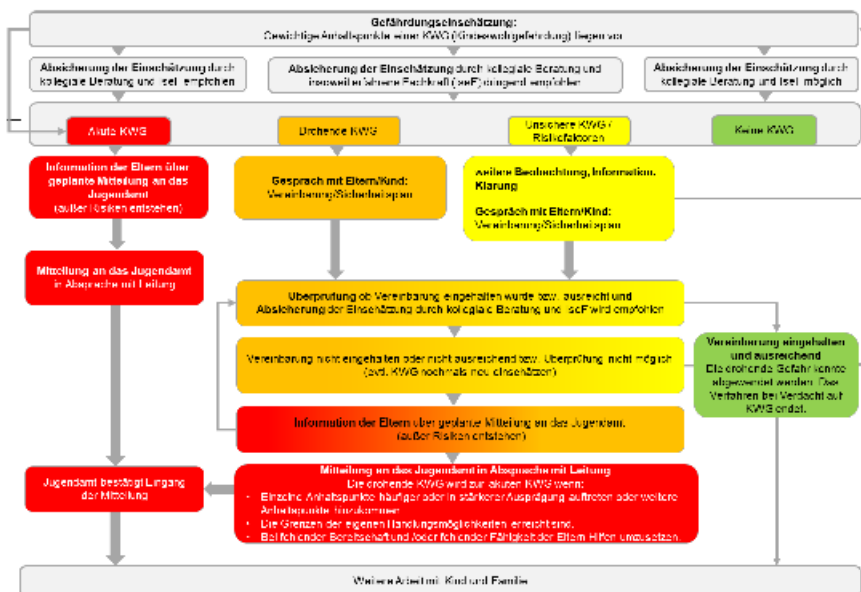 Gefährdungseinschätzung:
Gewichtige Anhaltspunkte einer KWG (Kindeswohlgefährdung) liegen vor
Absicherung der Einschätzung durch
kollegiale Beratung und IseF empfohlen
Absicherung der Einschätzung durch kollegiale Beratung und
insoweit erfahrene Fachkraft (IseF) dringend empfohlen
Absicherung der Einschätzung durch
kollegiale Beratung und IseF möglich
Akute KWG
Drohende KWG
Unsichere KWG /
Risikofaktoren
Keine KWG
Information der Eltern über
geplante Mitteilung an das
Jugendamt
(außer Risiken entstehen)
Gespräch mit Eltern/Kind:
Vereinbarung/Sicherheitsplan
weitere Beobachtung, Information,
Klärung
Gespräch mit Eltern/Kind:
Vereinbarung/Sicherheitsplan
Mitteilung an das Jugendamt
in Absprache mit Leitung
Überprüfung ob Vereinbarung eingehalten wurde bzw. ausreicht und
Absicherung der Einschätzung durch kollegiale Beratung und IseF wird empfohlen
Vereinbarung nicht eingehalten oder nicht ausreichend bzw. Überprüfung nicht möglich
(evtl. KWG nochmals neu einschätzen)
Vereinbarung eingehalten
und ausreichend
Die drohende Gefahr konnte
abgewendet werden. Das
Verfahren bei Verdacht auf
KWG endet.
Information der Eltern über geplante Mitteilung an das Jugendamt
(außer Risiken entstehen)
Jugendamt bestätigt Eingang
der Mitteilung
Mitteilung an das Jugendamt in Absprache mit Leitung
Die drohende KWG wird zur akuten KWG wenn:
• Einzelne Anhaltspunkte häufiger oder in stärkerer Ausprägung auftreten oder weitere
Anhaltspunkte hinzukommen
• Die Grenzen der eigenen Handlungsmöglichkeiten erreicht sind.
• Bei fehlender Bereitschaft und /oder fehlender Fähigkeit der Eltern Hilfen umzusetzen.
Weitere Arbeit mit Kind und Familie